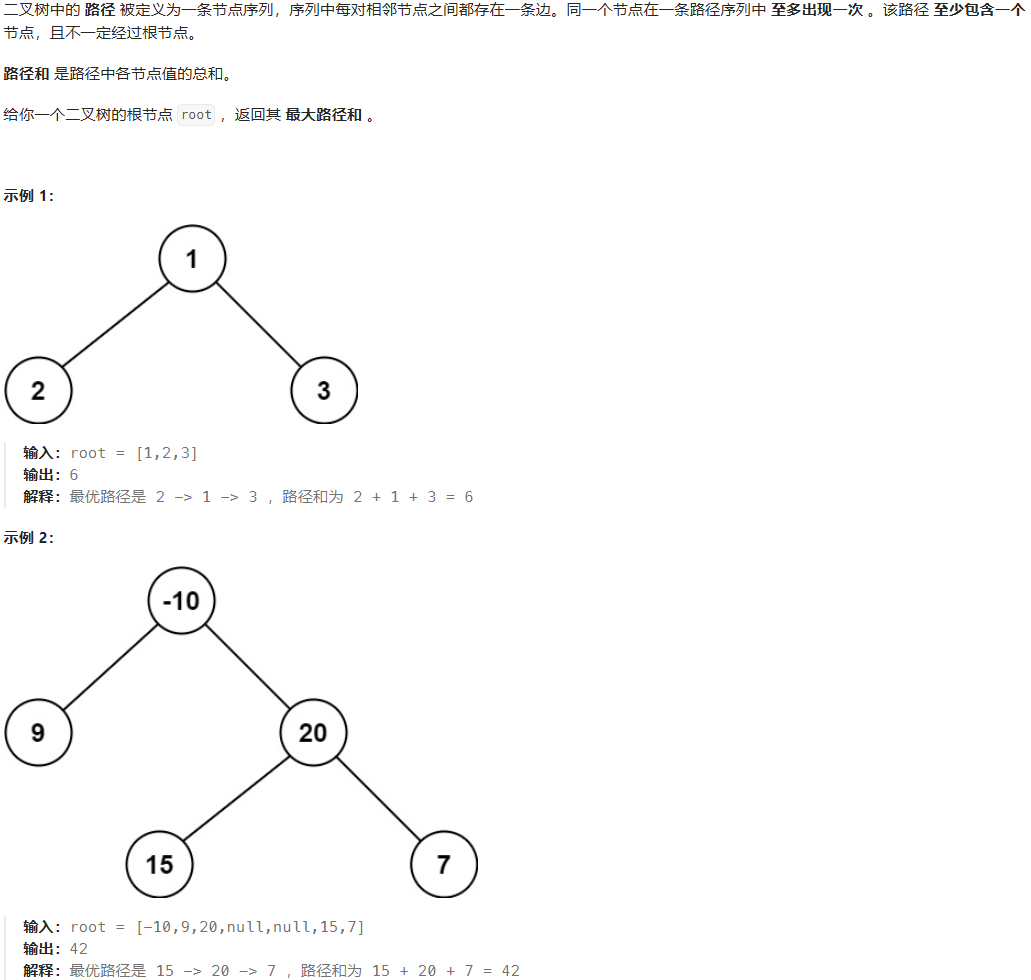 二叉树中的 路径 被定义为一条节点序列，序列中每对相邻节点之间都存在一条边。同一个节点在一条路径序列中 至多出现一次 。该路径 至少包含一个
节点，且不一定经过根节点。
路径和 是路径中各节点值的总和。
给你一个二叉树的根节点 root ，返回其 最大路径和 。
示例 1：
1
2
3
输入：root = [1,2,3]
输出：6
解释：最优路径是 2 -> 1 -> 3 ，路径和为 2 + 1 + 3 = 6
示例 2：
-10
9
20
15
7
输入：root = [-10,9,20,null,null,15,7]
输出：42
解释：最优路径是 15 -> 20 -> 7 ，路径和为 15 + 20 + 7 = 42